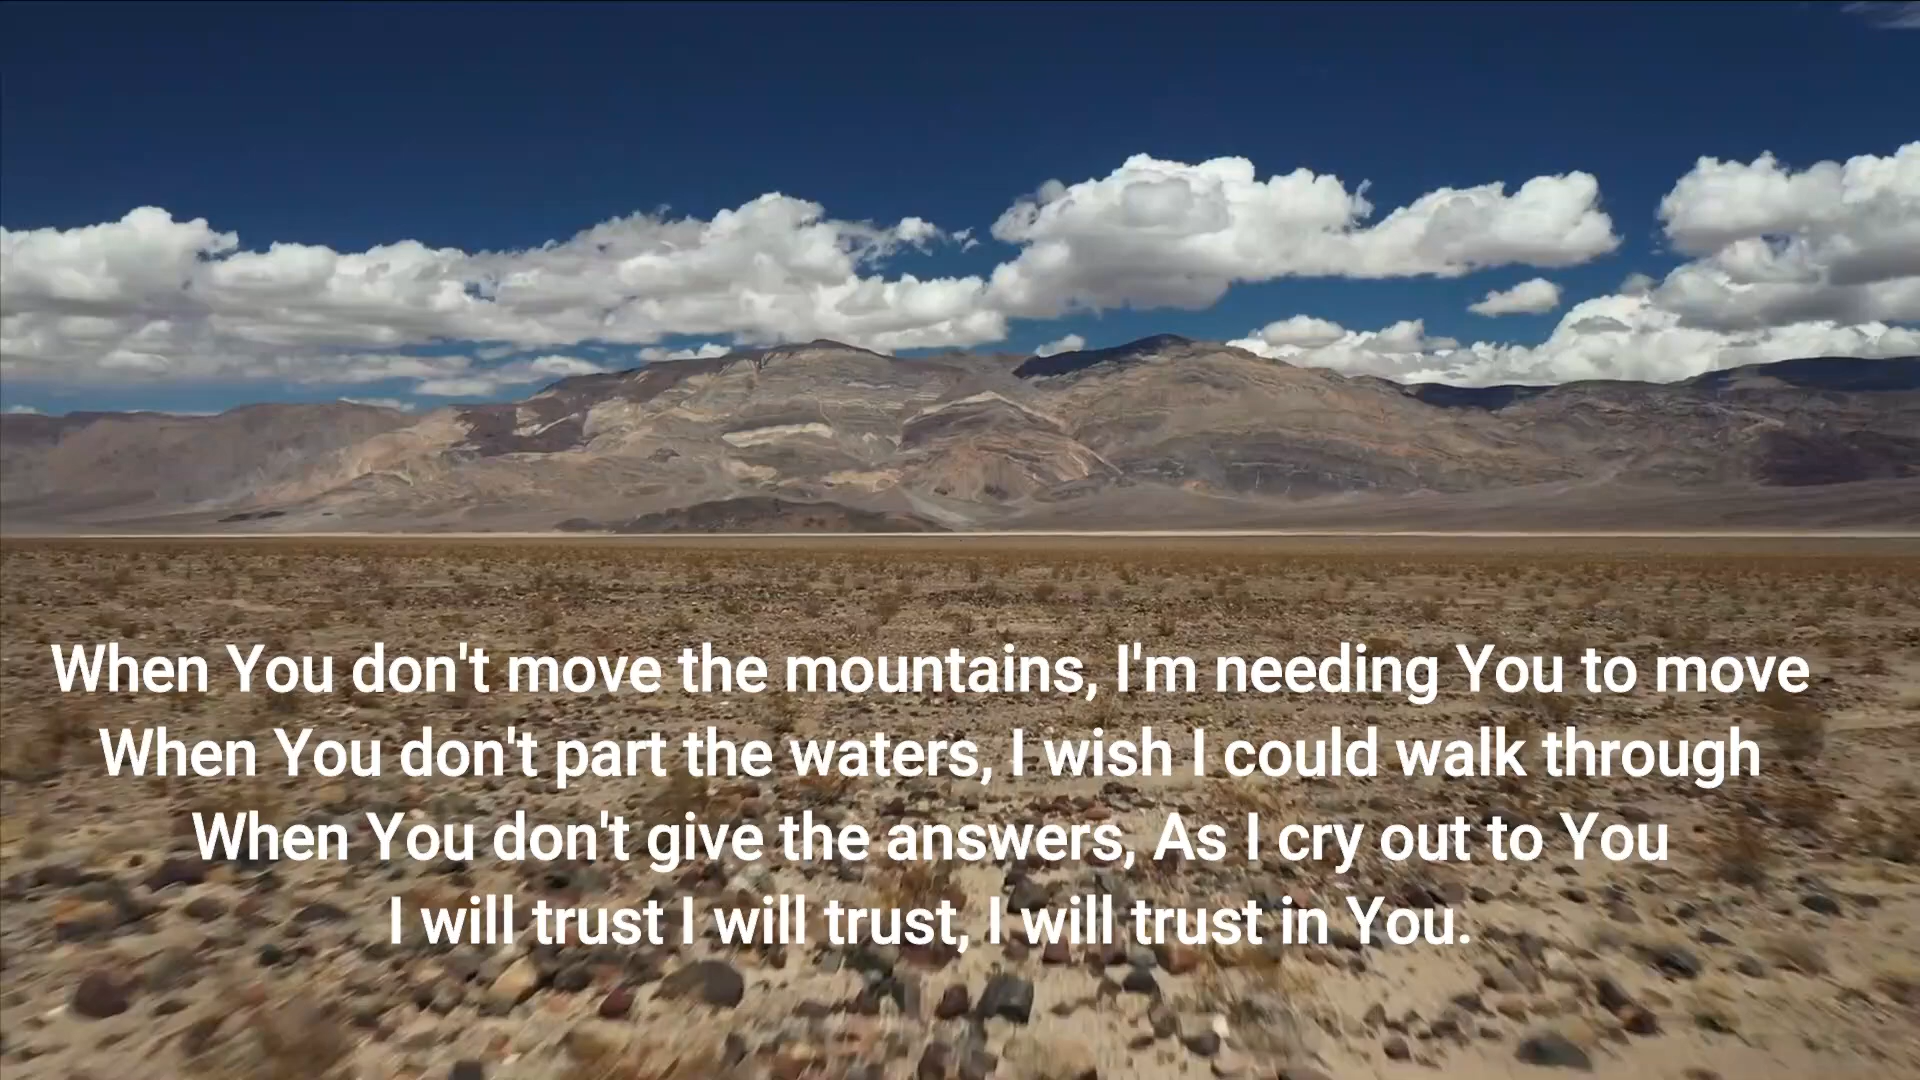 When You don't move the mountains, I'm needing You to move
When You don't part the waters, I wish I could walk through
When You don't give the answers, As I cry out to You
I will trust I will trust, I will trust in You.